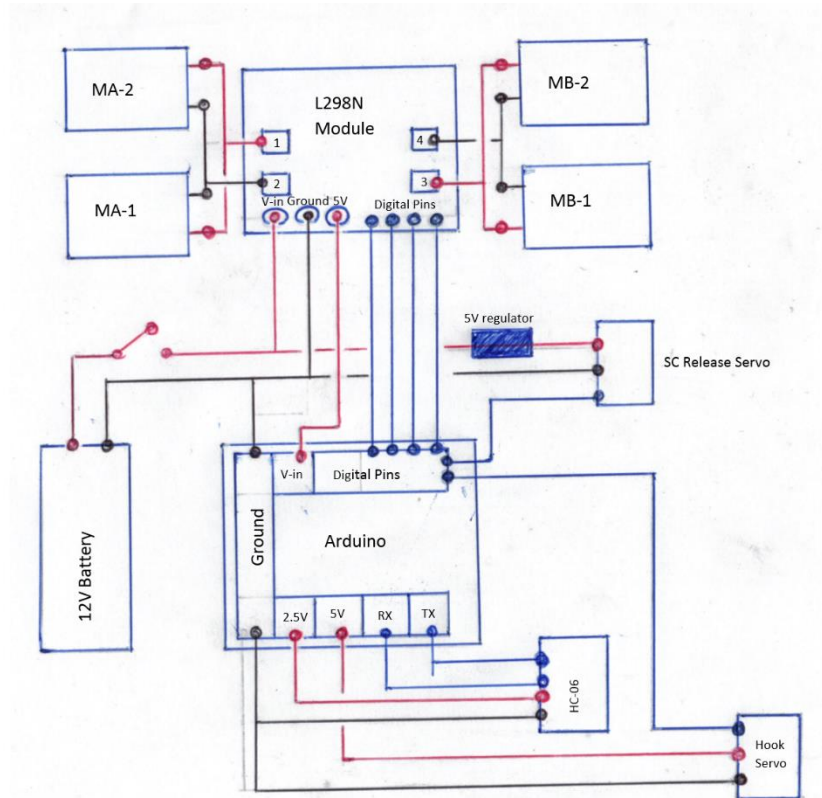 MA-2
L298N
Module
MB-2
1
4
2
3
MA-1
MB-1
V-in Ground 5V
Digital Pins
5V regulator
SC Release Servo
V-in
Digital Pins
Ground
Arduino
12V Battery
2.5V
5V
RX
TX
HC-06
Hook
Servo